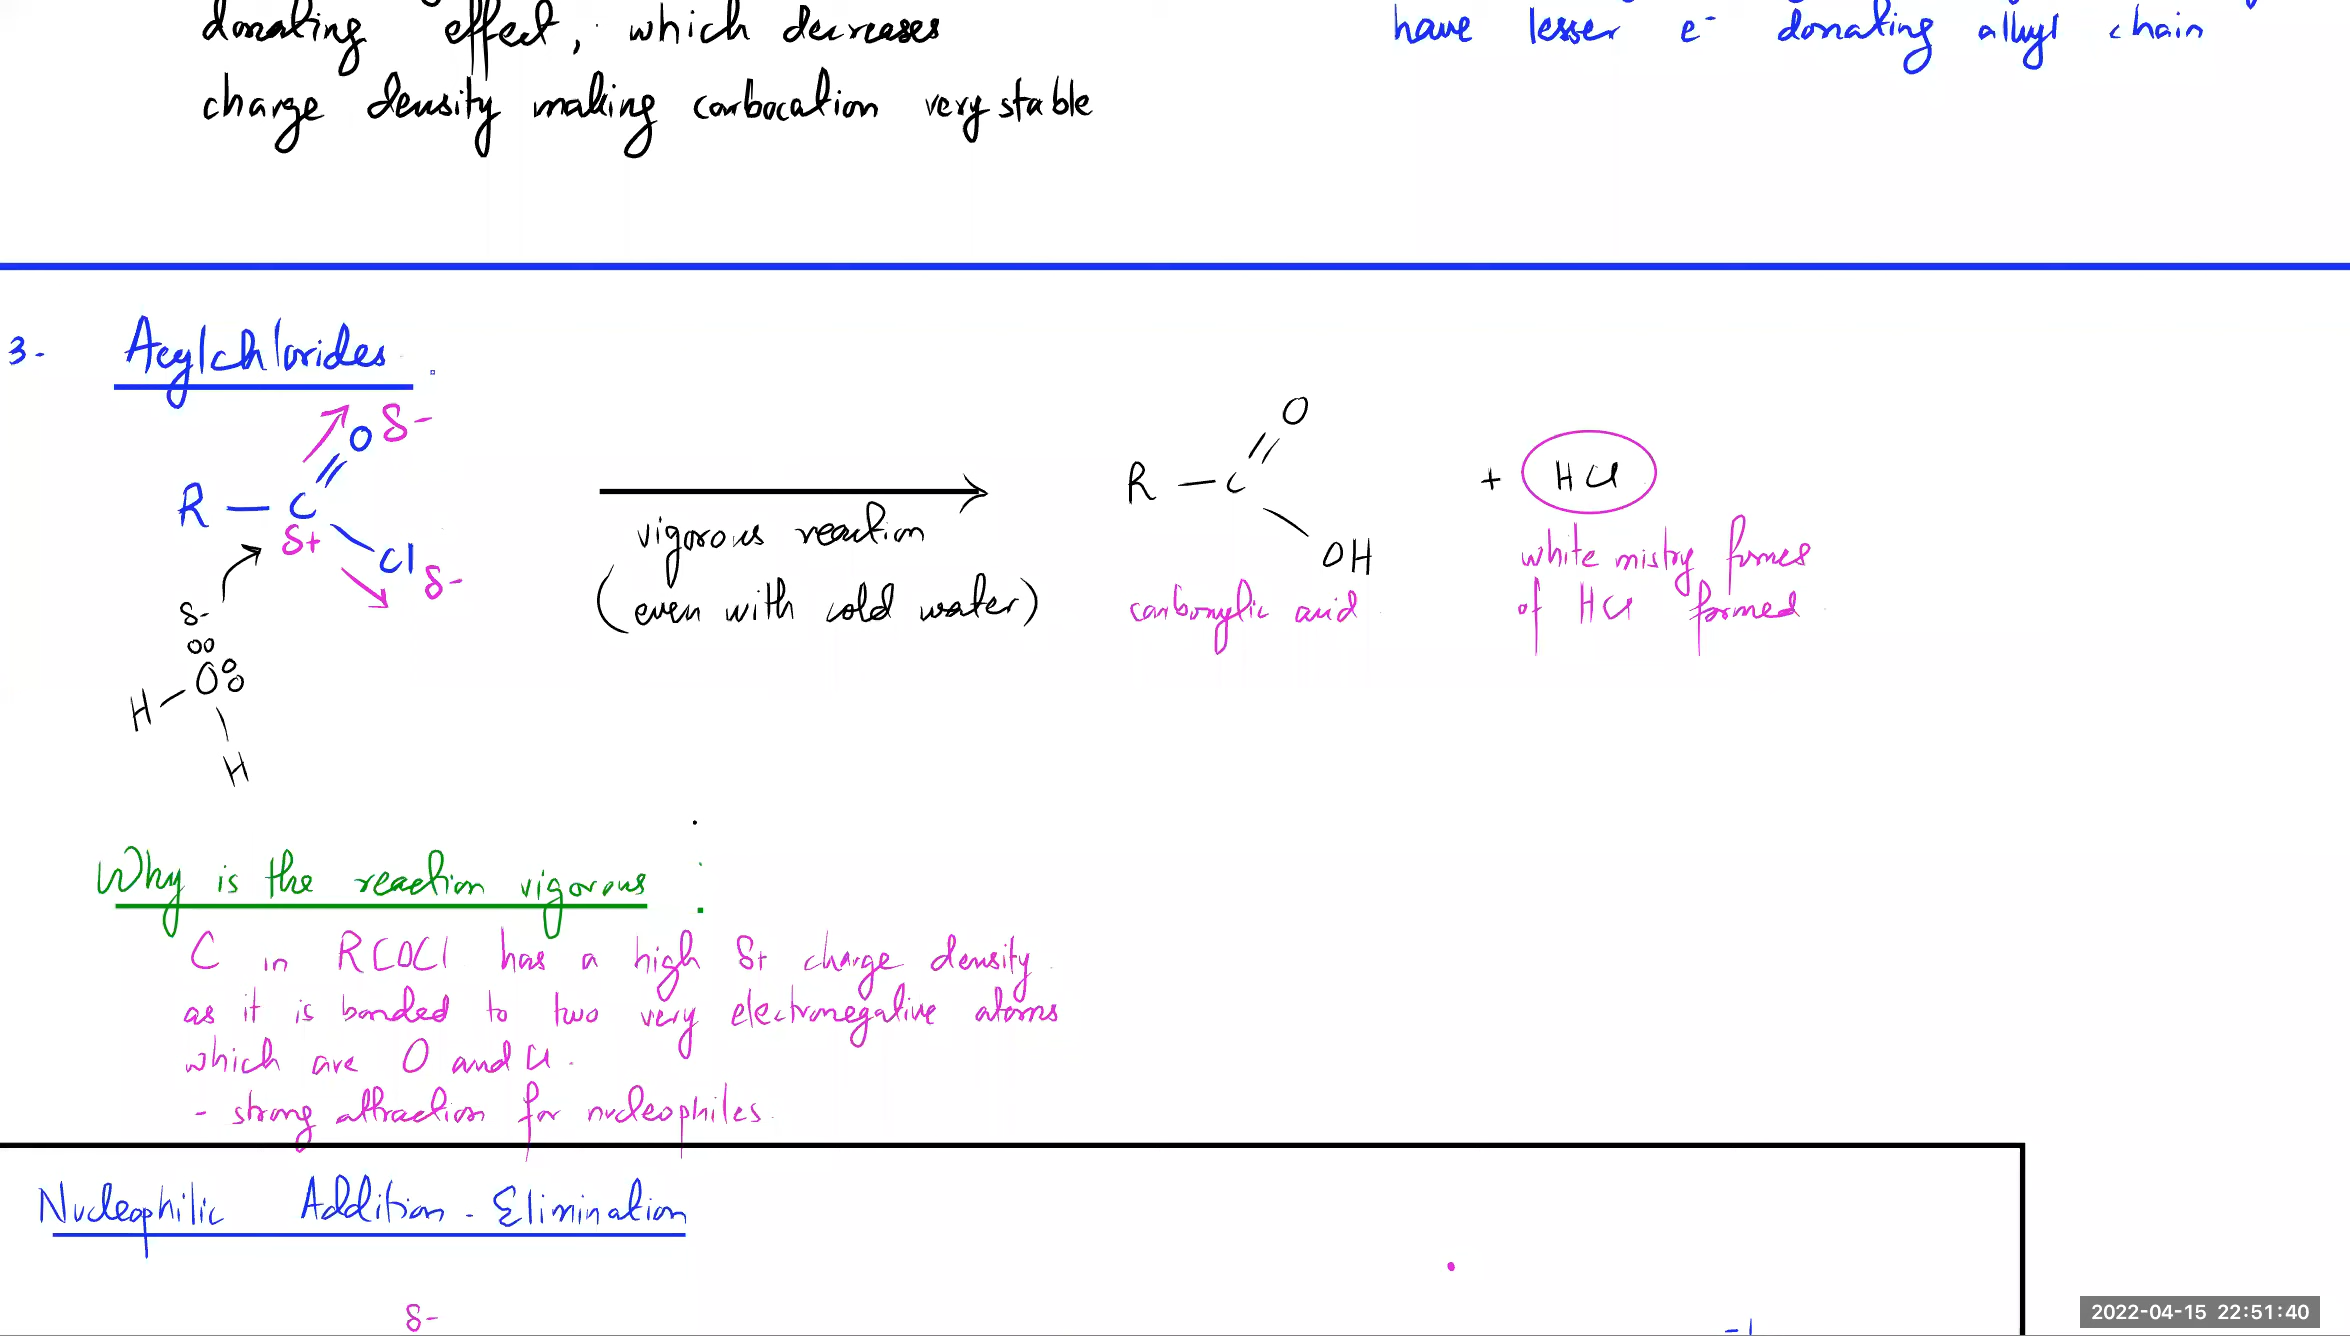 donating effect, which decreases
charge density making carbocation very stable
have lesser e- donating alkyl chain
3. Acylchlorides
O δ-
R - C
δ+
Cl δ-
δ-
O
H
H
vigorous reaction
(even with cold water)
O
R - C
OH
carboxylic acid
+ HCl
white misty fumes
of HCl formed
Why is the reaction vigorous :
C in RCOCl has a high δ+ charge density
as it is bonded to two very electronegative atoms
which are O and Cl.
- strong attraction for nucleophiles.
Nucleophilic Addition - Elimination
δ-
2022-04-15 22:51:40